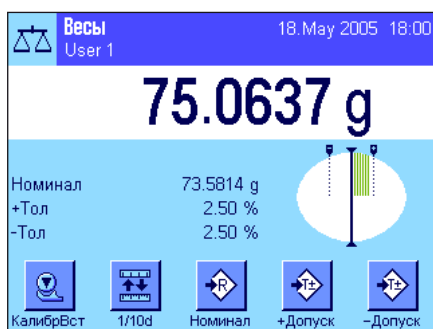 Весы
User 1
18.May 2005 18:00
75.0637 g
Номинал 73.5814 g
+Тол 2.50 %
-Тол 2.50 %
R T± T±
КалибрВст 1/10d Номинал +Допуск −Допуск